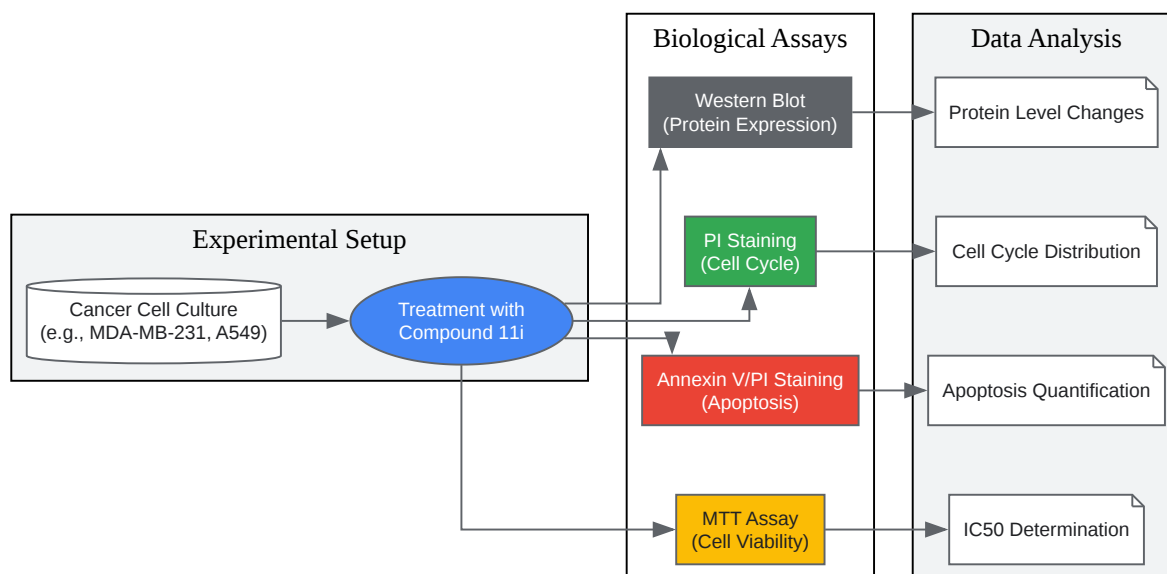 Biological Assays
Data Analysis
Western Blot
(Protein Expression)
Protein Level Changes
Experimental Setup
PI Staining
(Cell Cycle)
Cell Cycle Distribution
Cancer Cell Culture
(e.g., MDA-MB-231, A549)
Treatment with
Compound 11i
Annexin V/PI Staining
(Apoptosis)
Apoptosis Quantification
MTT Assay
(Cell Viability)
IC50 Determination